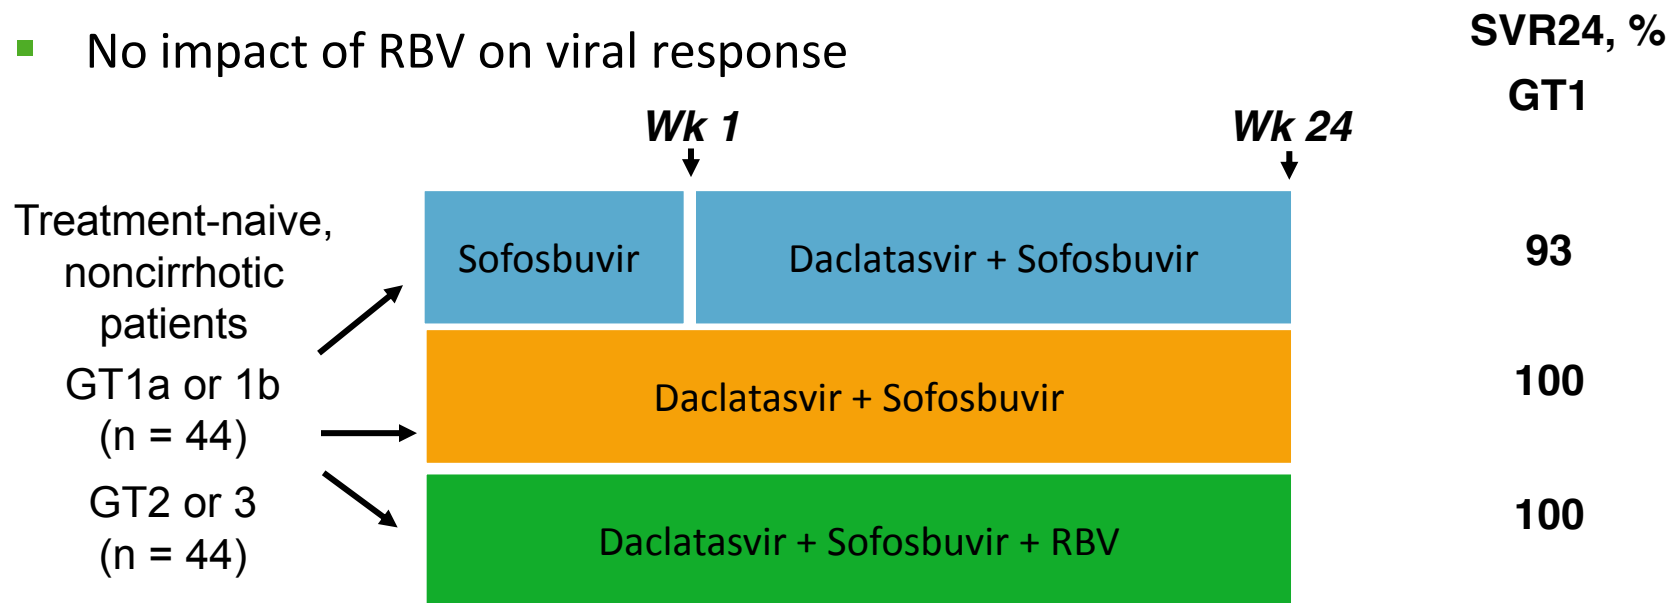 No impact of RBV on viral response
SVR24, %
GT1
Wk 1
Wk 24
Treatment-naive,
noncirrhotic
patients
GT1a or 1b
(n = 44)
GT2 or 3
(n = 44)
Sofosbuvir
Daclatasvir + Sofosbuvir
93
Daclatasvir + Sofosbuvir
100
Daclatasvir + Sofosbuvir + RBV
100